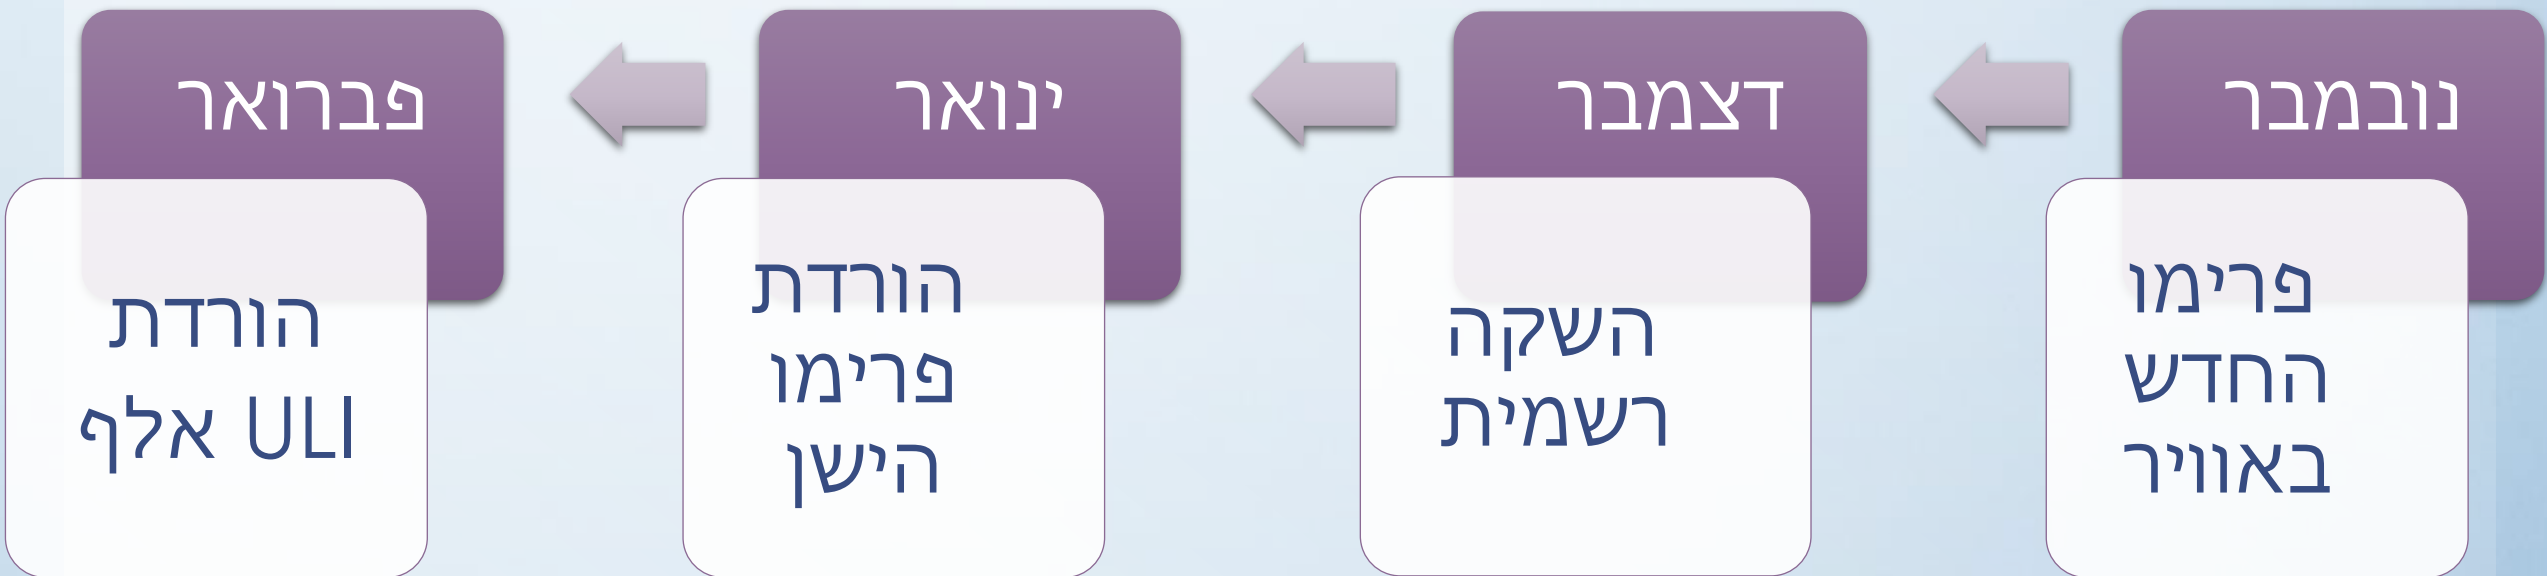 נובמבר
פרימו
החדש
באוויר
דצמבר
השקה
רשמית
ינואר
הורדת
פרימו
הישן
פברואר
הורדת
ULI אלף